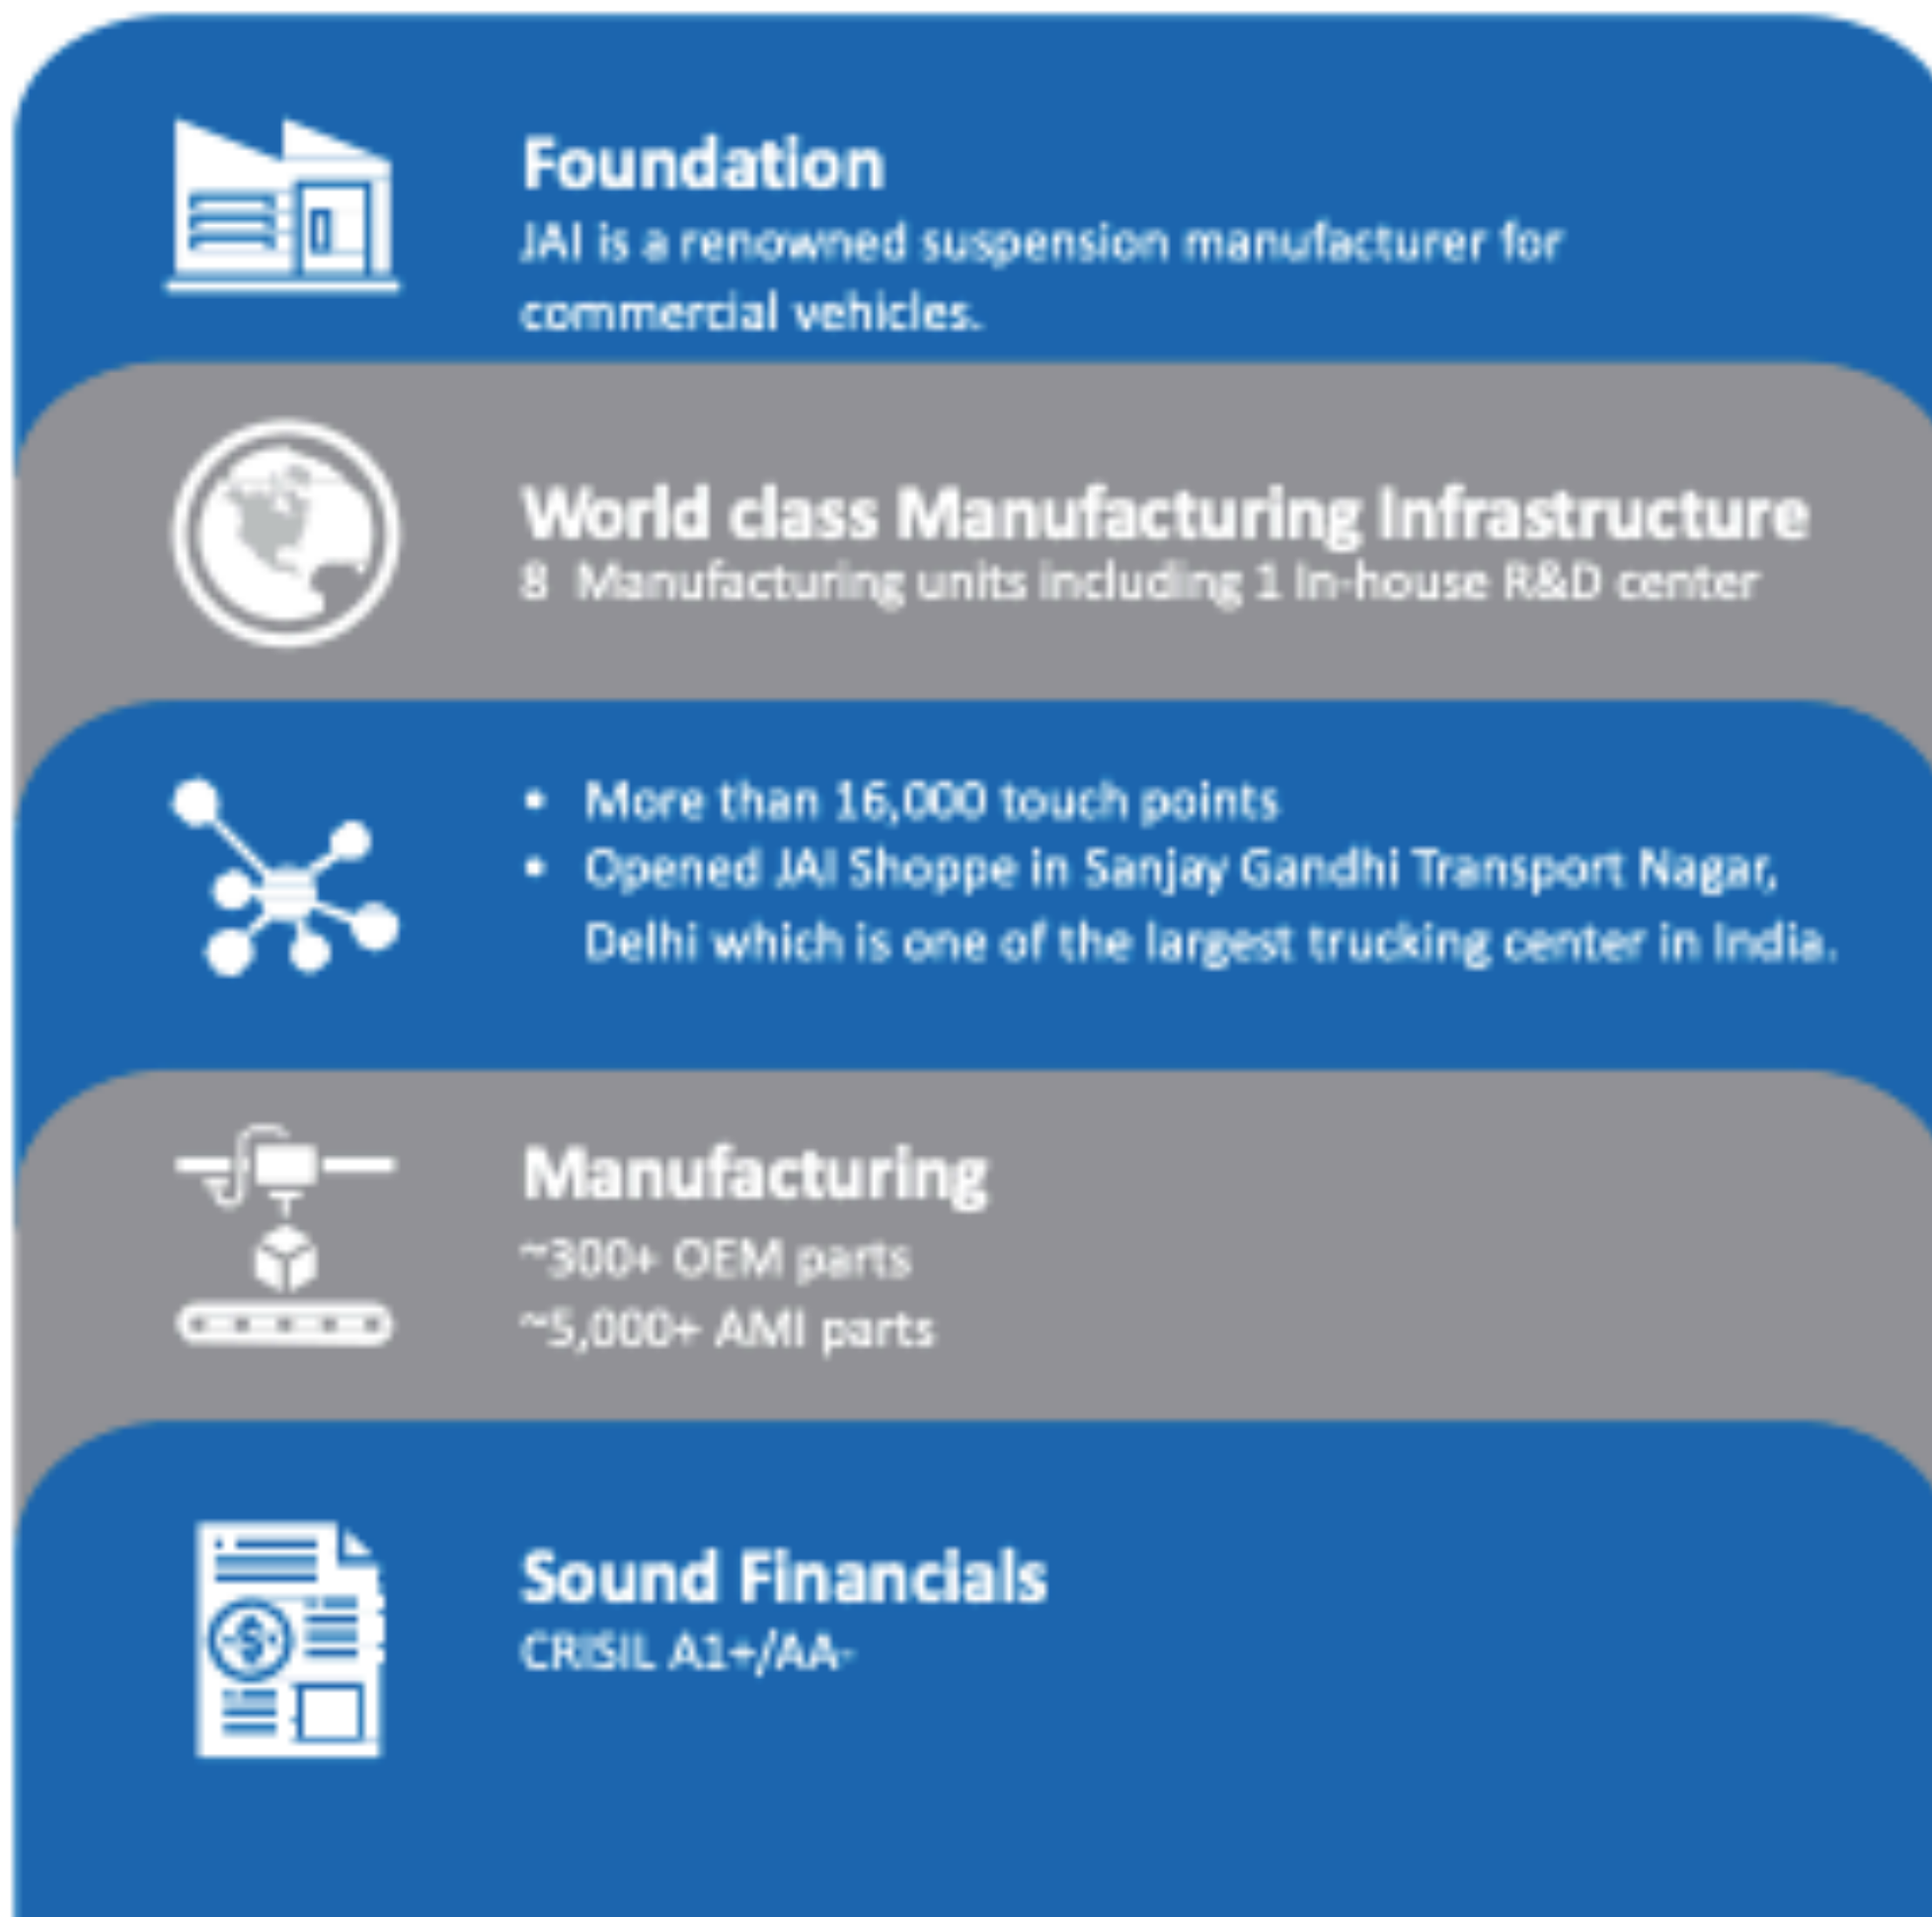 Foundation
JAI is a renowned suspension manufacturer for
commercial vehicles.
World class Manufacturing Infrastructure
8 Manufacturing units including 1 In-house R&D center
• More than 16,000 touch points
• Opened JAI Shoppe in Sanjay Gandhi Transport Nagar,
Delhi which is one of the largest trucking center in India.
Manufacturing
~300+ OEM parts
~5,000+ AMI parts
Sound Financials
CRISIL A1+/AA-